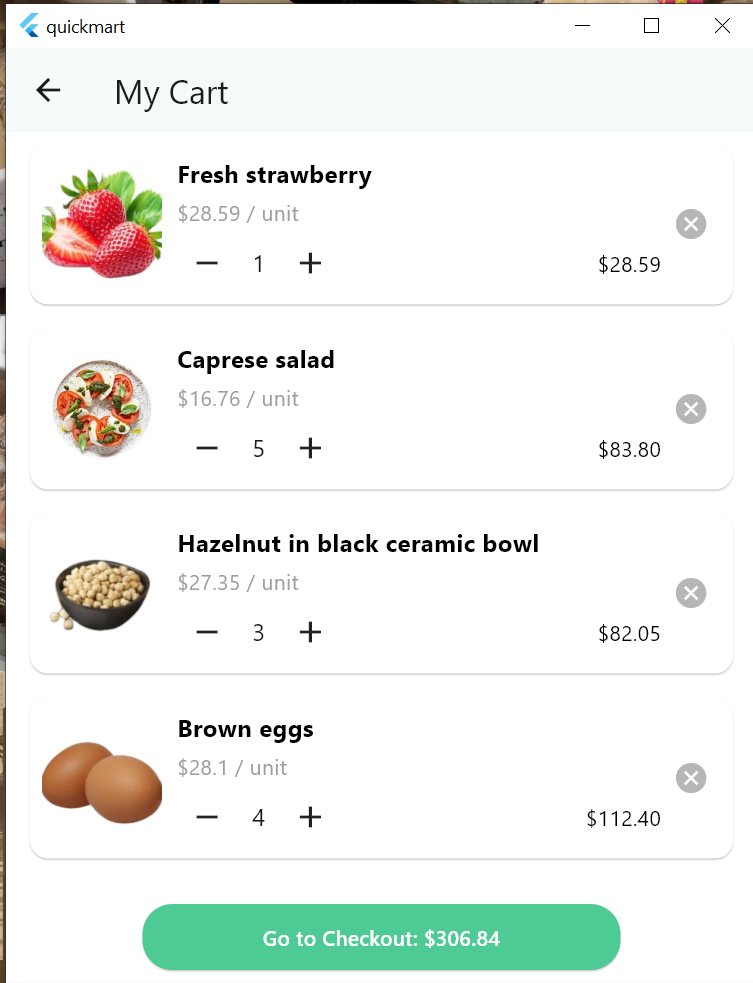 quickmart
My Cart
Fresh strawberry
$28.59 / unit
1
$28.59
Caprese salad
$16.76 / unit
5
$83.80
Hazelnut in black ceramic bowl
$27.35 / unit
3
$82.05
Brown eggs
$28.1 / unit
4
$112.40
Go to Checkout: $306.84